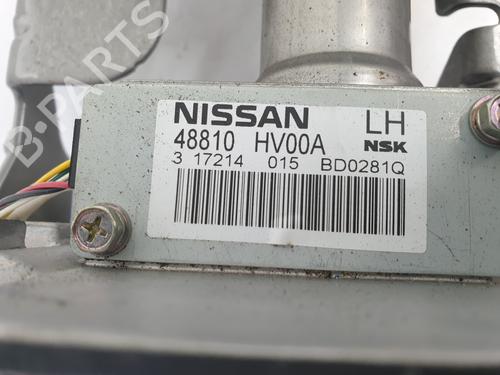 B-PARTS
NISSAN LH
48810 HV00A NSK
3 17214 015 BD0281Q